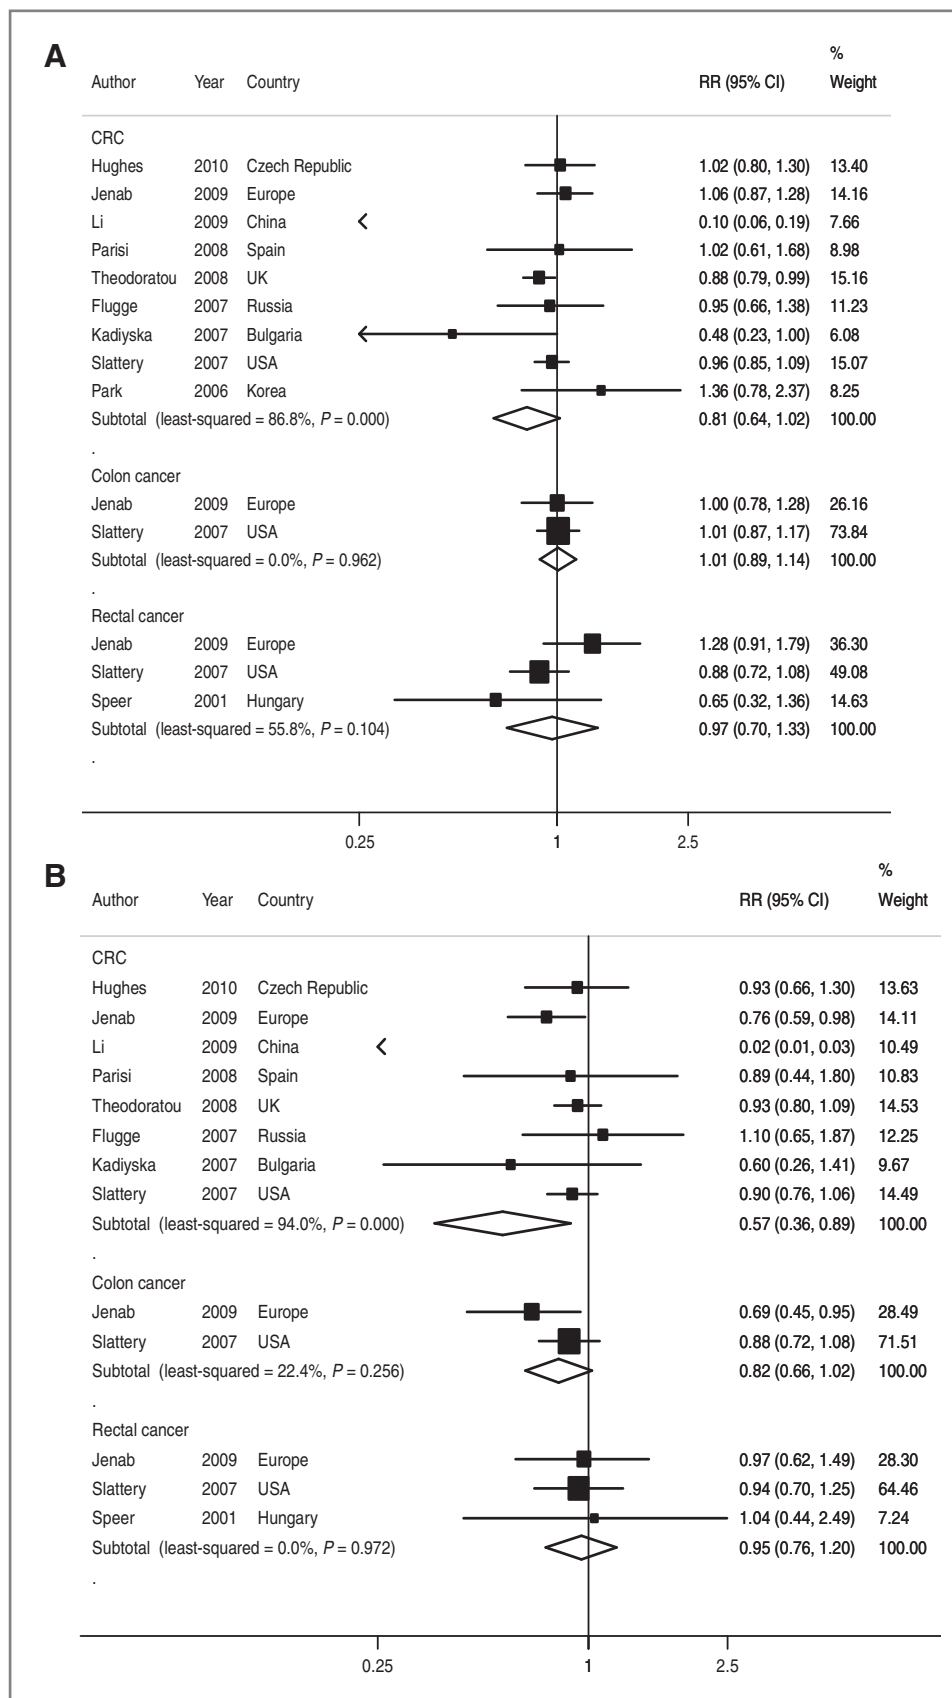 A
%
Author Year Country RR (95% CI) Weight
CRC
Hughes 2010 Czech Republic 1.02 (0.80, 1.30) 13.40
Jenab 2009 Europe 1.06 (0.87, 1.28) 14.16
Li 2009 China 0.10 (0.06, 0.19) 7.66
Parisi 2008 Spain 1.02 (0.61, 1.68) 8.98
Theodoratou 2008 UK 0.88 (0.79, 0.99) 15.16
Flugge 2007 Russia 0.95 (0.66, 1.38) 11.23
Kadiyska 2007 Bulgaria 0.48 (0.23, 1.00) 6.08
Slattery 2007 USA 0.96 (0.85, 1.09) 15.07
Park 2006 Korea 1.36 (0.78, 2.37) 8.25
Subtotal (least-squared = 86.8%, P = 0.000) 0.81 (0.64, 1.02) 100.00
.
Colon cancer
Jenab 2009 Europe 1.00 (0.78, 1.28) 26.16
Slattery 2007 USA 1.01 (0.87, 1.17) 73.84
Subtotal (least-squared = 0.0%, P = 0.962) 1.01 (0.89, 1.14) 100.00
.
Rectal cancer
Jenab 2009 Europe 1.28 (0.91, 1.79) 36.30
Slattery 2007 USA 0.88 (0.72, 1.08) 49.08
Speer 2001 Hungary 0.65 (0.32, 1.36) 14.63
Subtotal (least-squared = 55.8%, P = 0.104) 0.97 (0.70, 1.33) 100.00
.
0.25 1 2.5
B
%
Author Year Country RR (95% CI) Weight
CRC
Hughes 2010 Czech Republic 0.93 (0.66, 1.30) 13.63
Jenab 2009 Europe 0.76 (0.59, 0.98) 14.11
Li 2009 China 0.02 (0.01, 0.03) 10.49
Parisi 2008 Spain 0.89 (0.44, 1.80) 10.83
Theodoratou 2008 UK 0.93 (0.80, 1.09) 14.53
Flugge 2007 Russia 1.10 (0.65, 1.87) 12.25
Kadiyska 2007 Bulgaria 0.60 (0.26, 1.41) 9.67
Slattery 2007 USA 0.90 (0.76, 1.06) 14.49
Subtotal (least-squared = 94.0%, P = 0.000) 0.57 (0.36, 0.89) 100.00
.
Colon cancer
Jenab 2009 Europe 0.69 (0.45, 0.95) 28.49
Slattery 2007 USA 0.88 (0.72, 1.08) 71.51
Subtotal (least-squared = 22.4%, P = 0.256) 0.82 (0.66, 1.02) 100.00
.
Rectal cancer
Jenab 2009 Europe 0.97 (0.62, 1.49) 28.30
Slattery 2007 USA 0.94 (0.70, 1.25) 64.46
Speer 2001 Hungary 1.04 (0.44, 2.49) 7.24
Subtotal (least-squared = 0.0%, P = 0.972) 0.95 (0.76, 1.20) 100.00
.
0.25 1 2.5